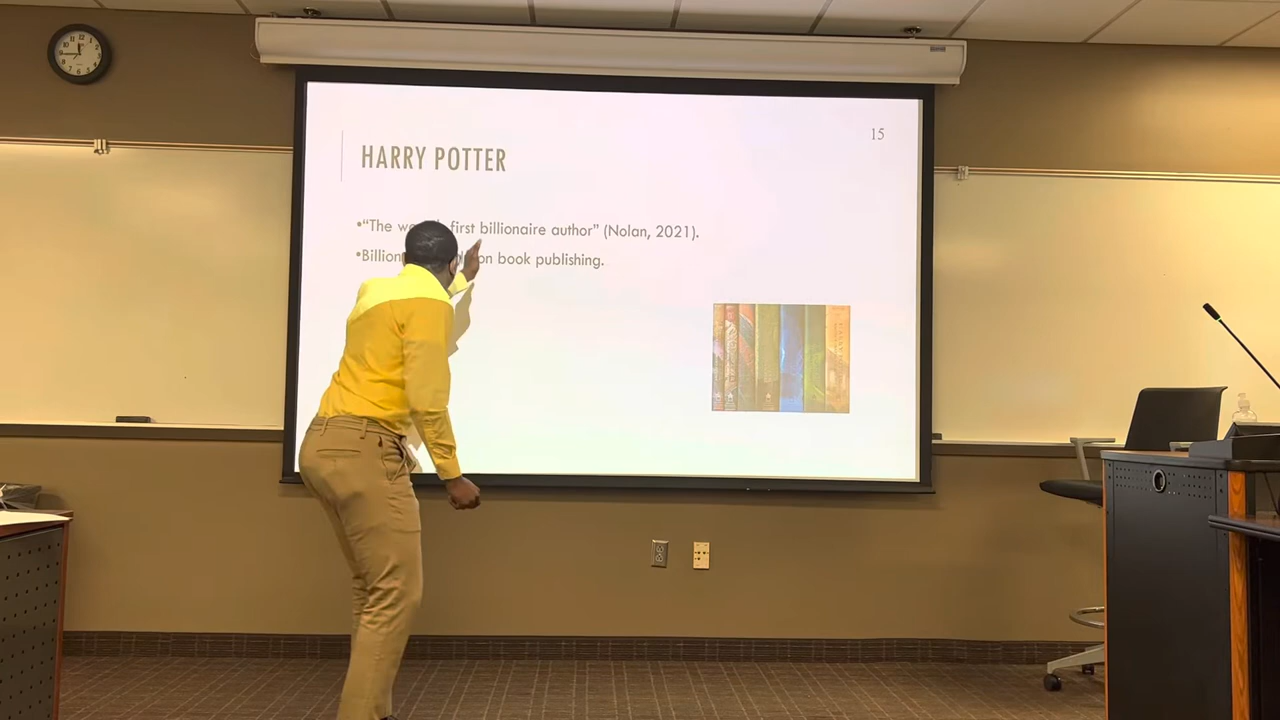 15
HARRY POTTER
•“The first billionaire author” (Nolan, 2021).
•Billion on book publishing.